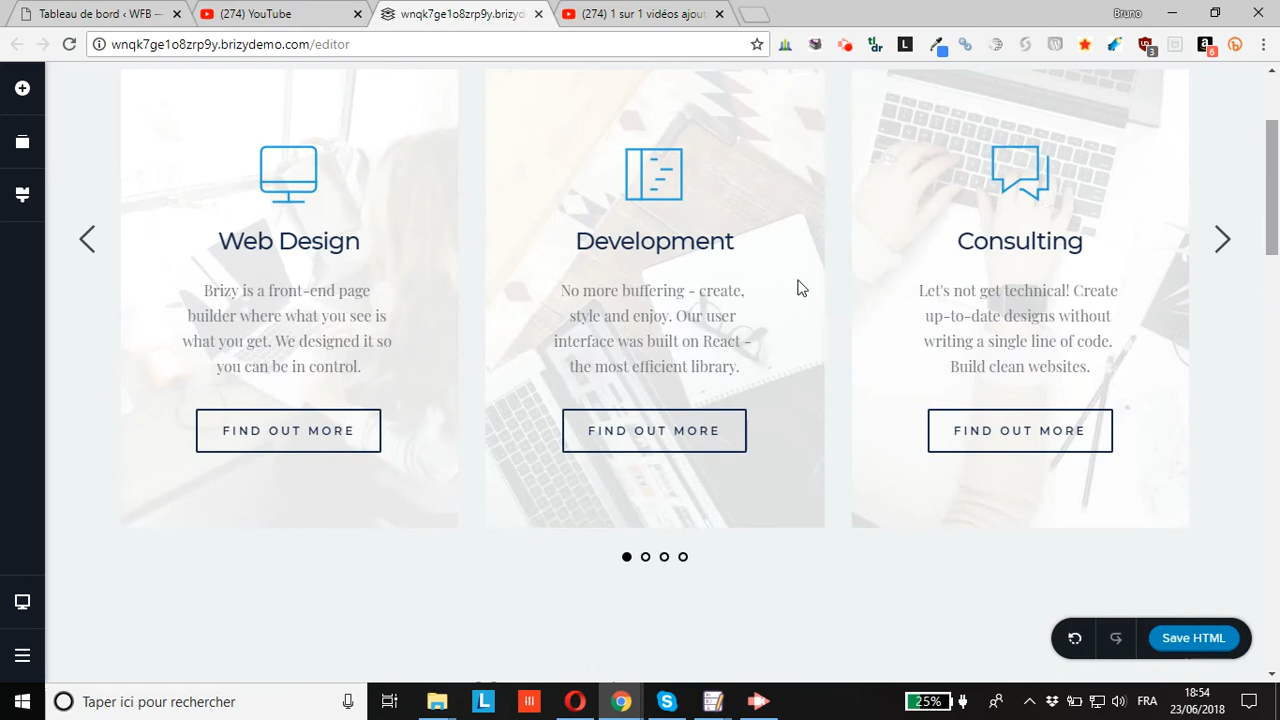 Tableau de bord ‹ WFB —
(274) YouTube
wnqk7ge1o8zrp9y.brizyd
(274) 1 sur 1 vidéos ajout
Bruno
wnqk7ge1o8zrp9y.brizydemo.com/editor
tldr
L
3
6
Web Design
Brizy is a front-end page
builder where what you see is
what you get. We designed it so
you can be in control.
FIND OUT MORE
Development
No more buffering - create,
style and enjoy. Our user
interface was built on React -
the most efficient library.
FIND OUT MORE
Consulting
Let's not get technical! Create
up-to-date designs without
writing a single line of code.
Build clean websites.
FIND OUT MORE
Save HTML
Taper ici pour rechercher
L
25%
FRA
18:54
23/06/2018